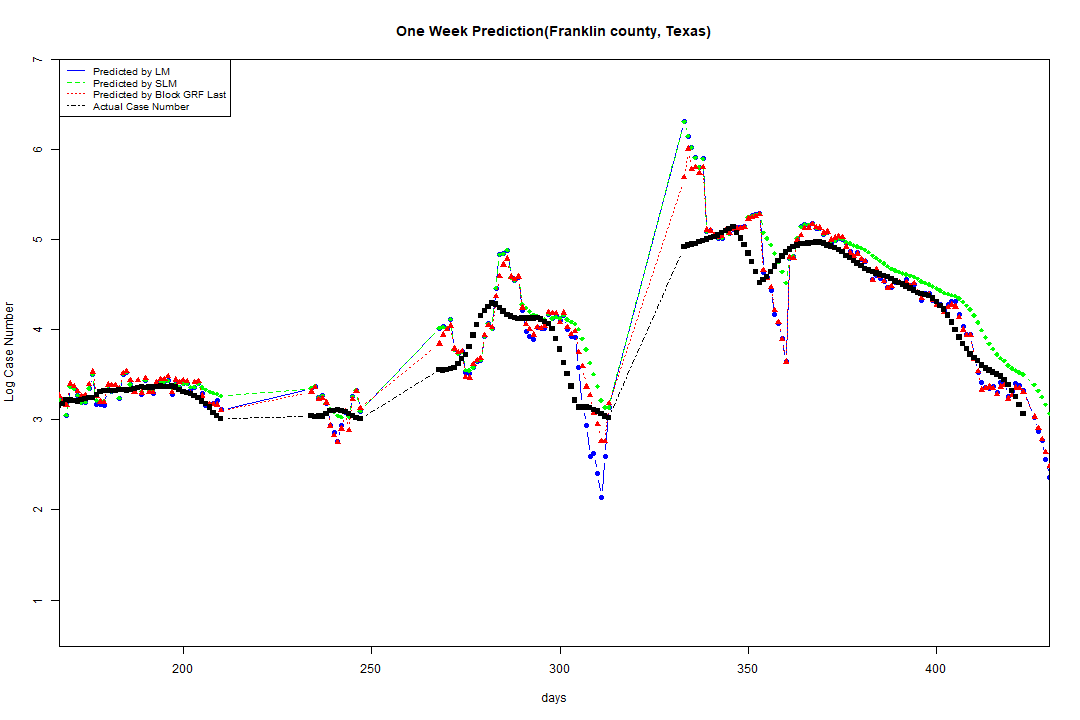 One Week Prediction(Franklin county, Texas)
Predicted by LM
Predicted by SLM
Predicted by Block GRF Last
Actual Case Number
7
6
5
4
3
2
1
Log Case Number
200 250 300 350 400
days